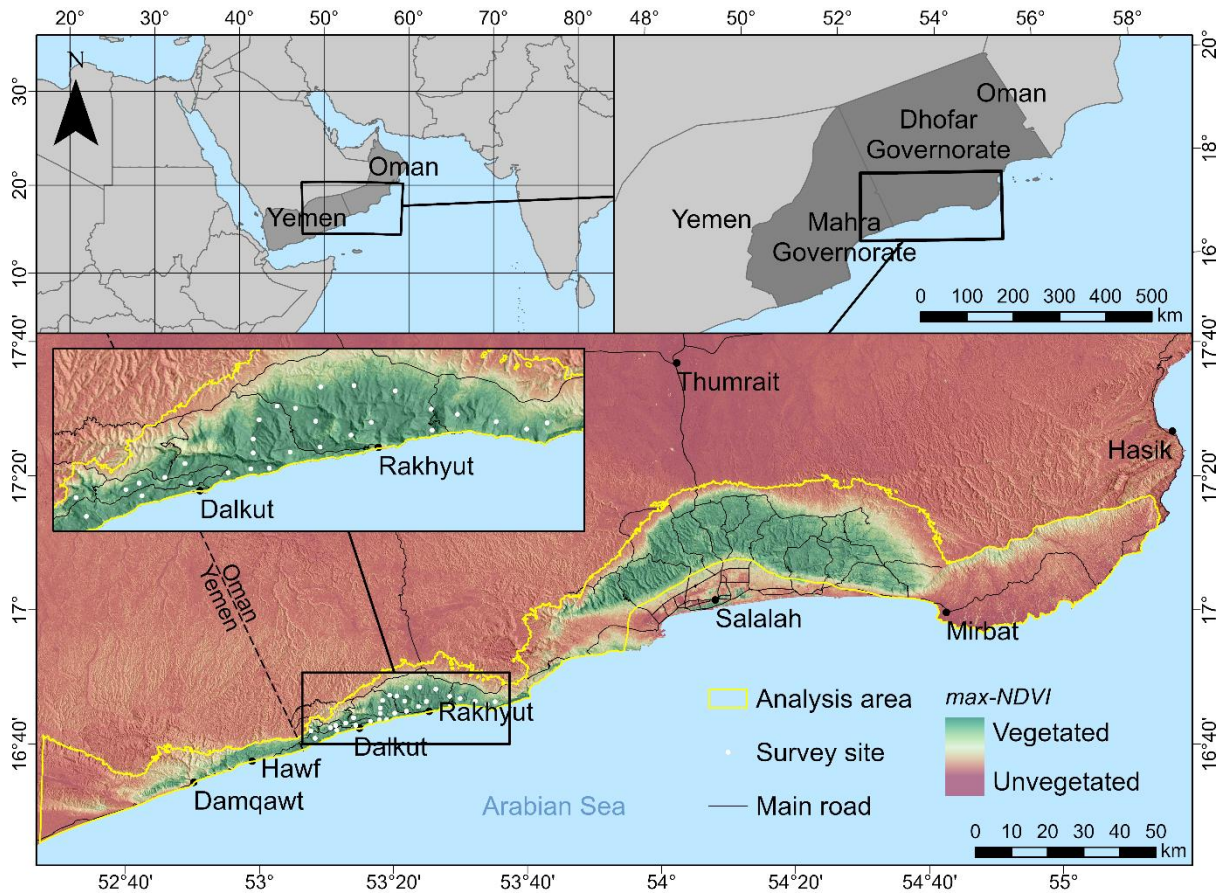 20° 30° 40° 50° 60° 70° 80°
48° 50° 52° 54° 56° 58°
N
30°
20°
10°
Oman
Yemen
20°
18°
16°
Oman
Dhofar
Governorate
Yemen
Mahra
Governorate
0 100 200 300 400 500
km
17°40'
17°20'
17°
16°40'
17°40'
17°20'
17°
16°40'
Rakhyut
Dalkut
Thumrait
Hasik
Oman
Yemen
Salalah
Mirbat
Rakhyut
Dalkut
Hawf
Damqawt
Arabian Sea
Analysis area
Survey site
Main road
max-NDVI
Vegetated
Unvegetated
0 10 20 30 40 50
km
52°40' 53° 53°20' 54° 54°20' 54°40' 55°